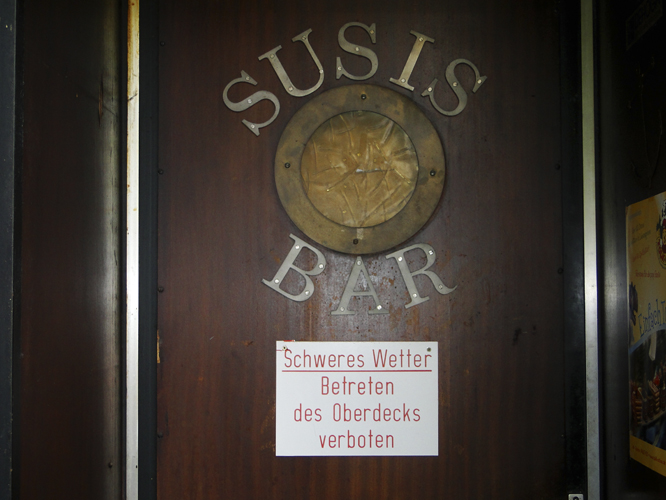 SUSIS
BAR
Schweres Wetter
Betreten
des Oberdecks
verboten